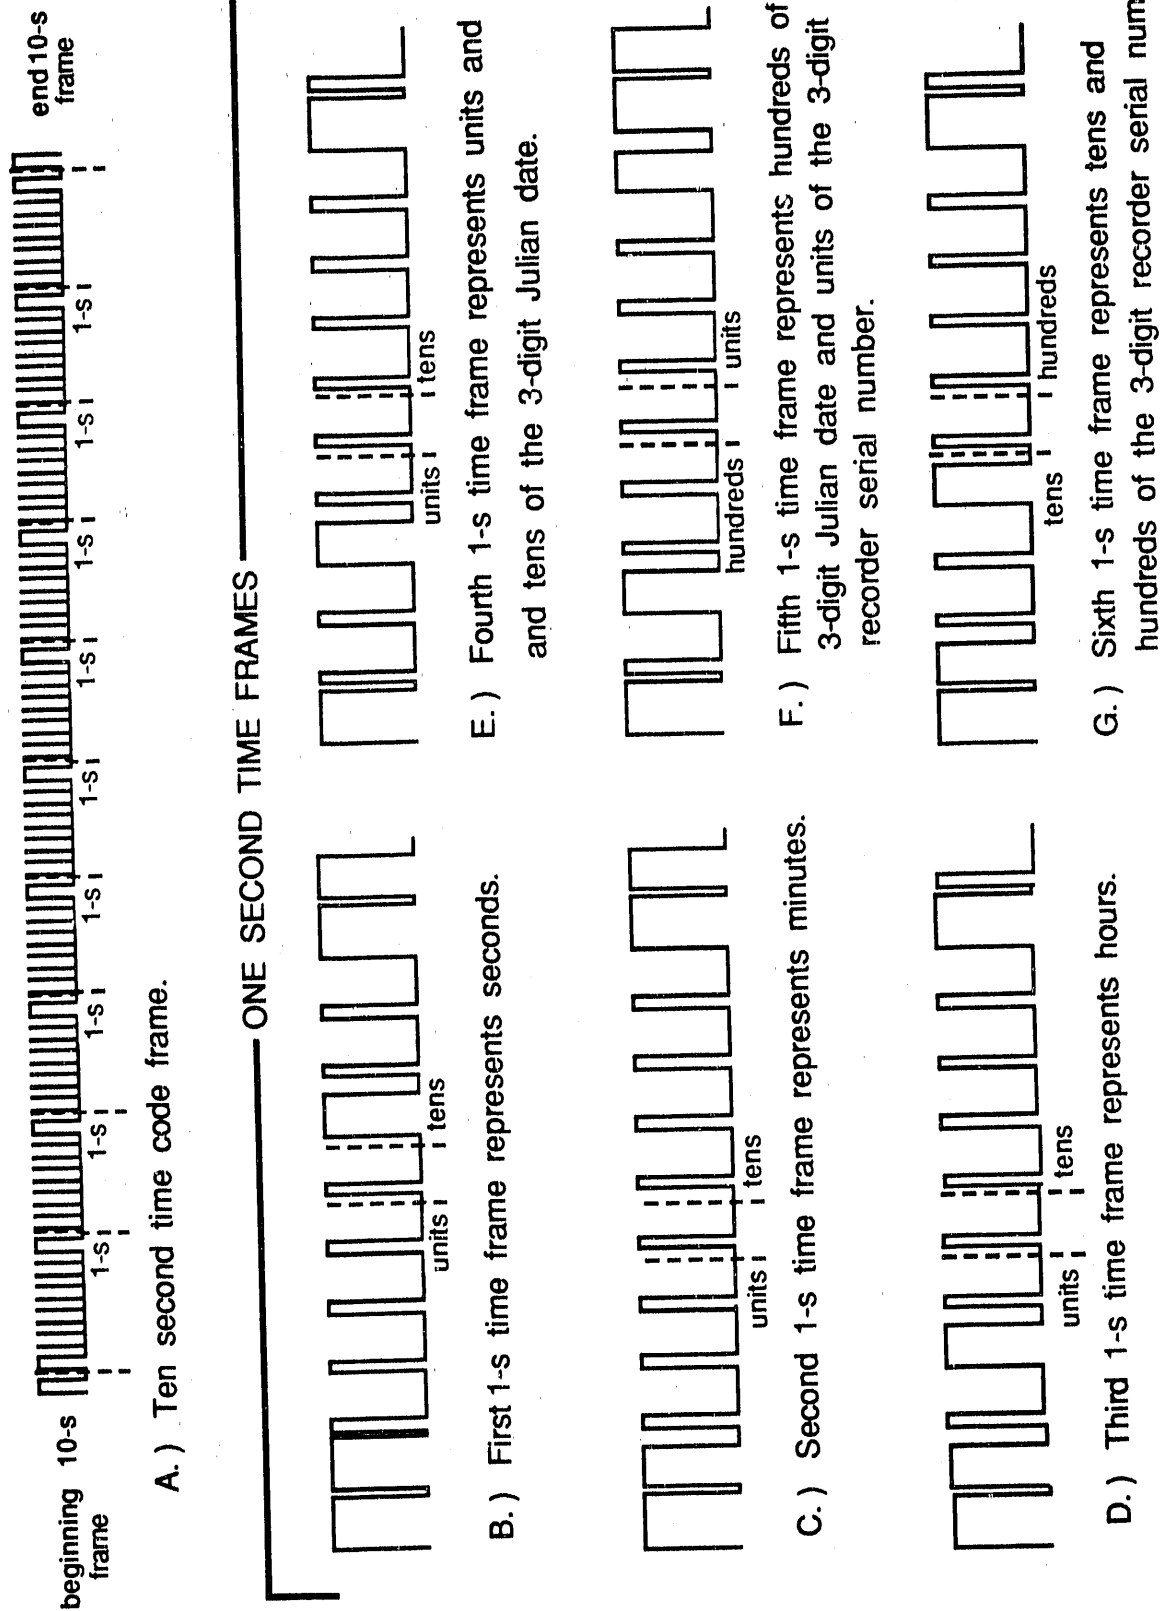 beginning 10-s
frame
1-s
1-s
1-s
1-s
1-s
1-s
1-s
1-s
1-s
end 10-s
frame
A.) Ten second time code frame.
ONE SECOND TIME FRAMES
units
tens
B.) First 1-s time frame represents seconds.
units
tens
C.) Second 1-s time frame represents minutes.
units
tens
D.) Third 1-s time frame represents hours.
units
tens
E.) Fourth 1-s time frame represents units and
and tens of the 3-digit Julian date.
hundreds
units
F.) Fifth 1-s time frame represents hundreds of
3-digit Julian date and units of the 3-digit
recorder serial number.
tens
hundreds
G.) Sixth 1-s time frame represents tens and
hundreds of the 3-digit recorder serial num